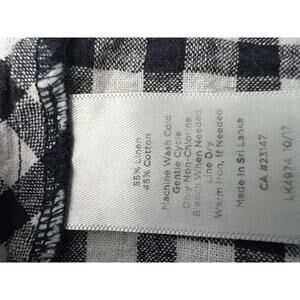 55% Linen
45% Cotton
Machine Wash Cold
Gentle Cycle
Only Non-Chlorine
Bleach When Needed
Line Dry
Warm Iron, If Needed
Made In Sri Lanka
CA #23147
LK4974 10/17